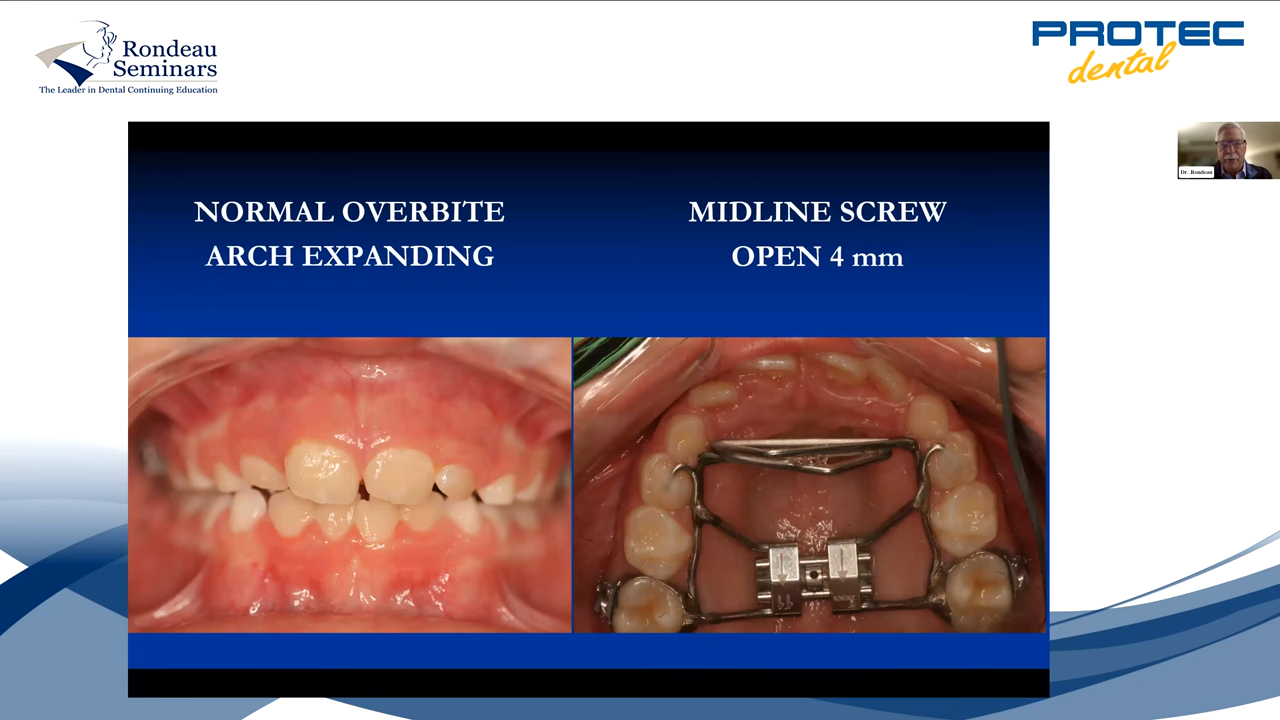 Rondeau
Seminars
The Leader in Dental Continuing Education
PROTEC
dental
Dr. Rondeau
NORMAL OVERBITE
ARCH EXPANDING
MIDLINE SCREW
OPEN 4 mm